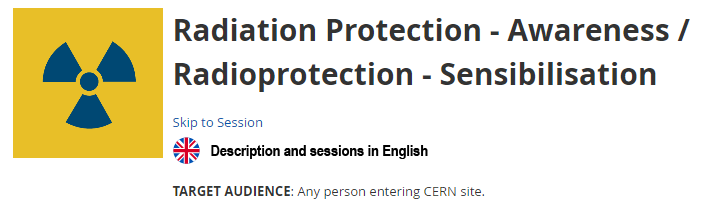 Radiation Protection - Awareness /
Radioprotection - Sensibilisation
Skip to Session
Description and sessions in English
TARGET AUDIENCE: Any person entering CERN site.